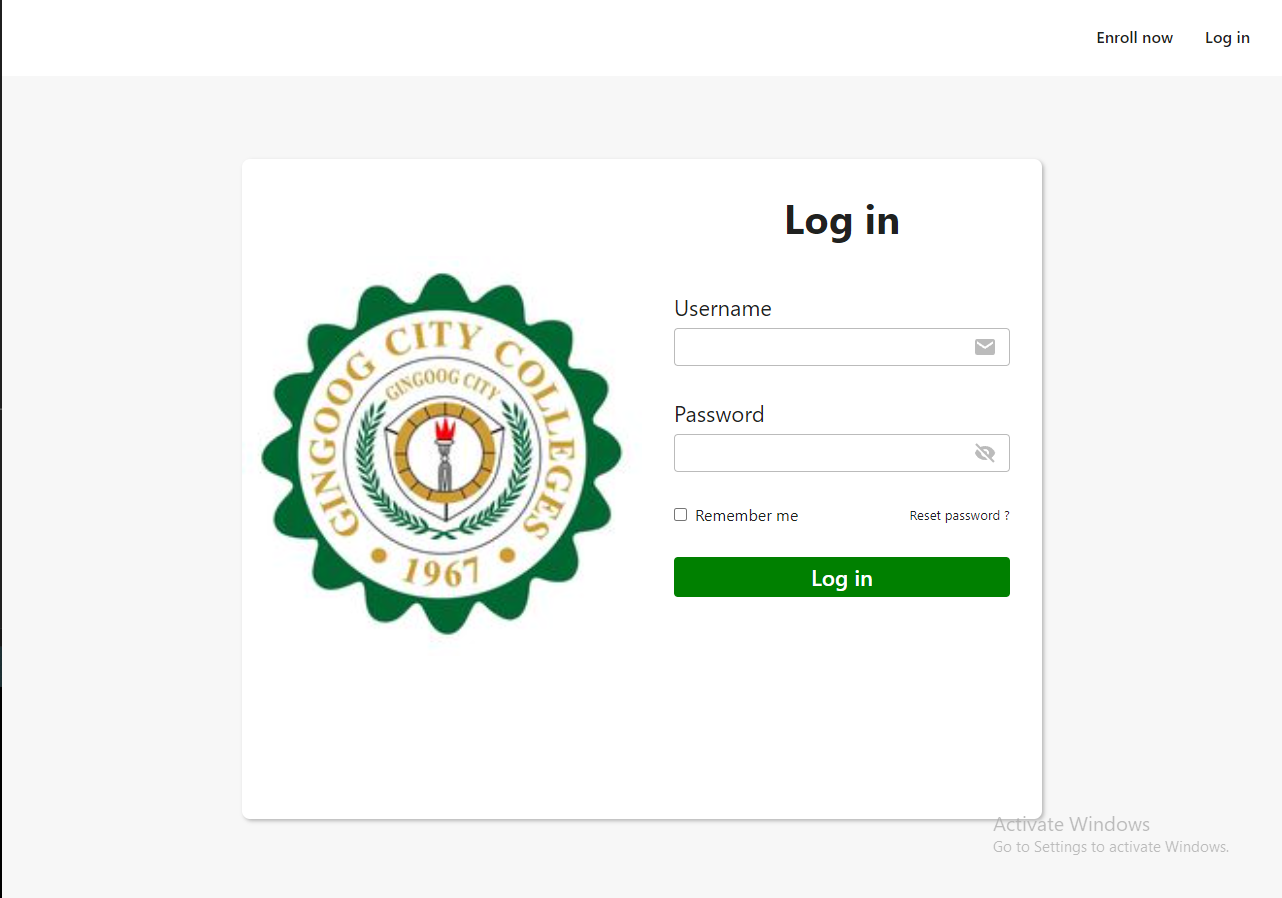 Enroll now Log in
Log in
GINGOOG CITY COLLEGES
GINGOOG CITY
1967
Username
Password
Remember me Reset password ?
Log in
Activate Windows
Go to Settings to activate Windows.